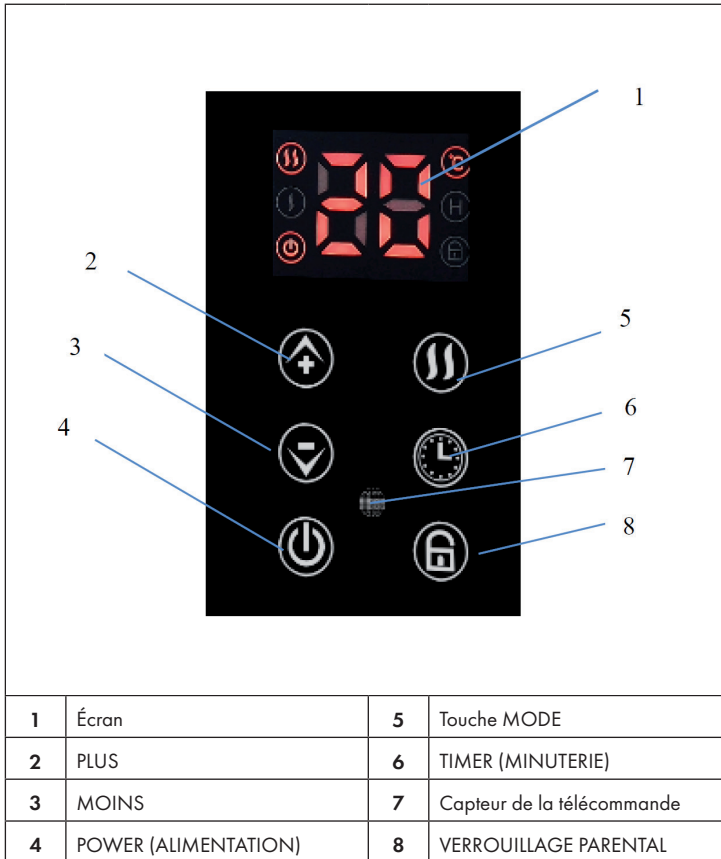 1
20 °C
H
2
3
4
5
6
7
8
1 Écran 5 Touche MODE
2 PLUS 6 TIMER (MINUTERIE)
3 MOINS 7 Capteur de la télécommande
4 POWER (ALIMENTATION) 8 VERROUILLAGE PARENTAL